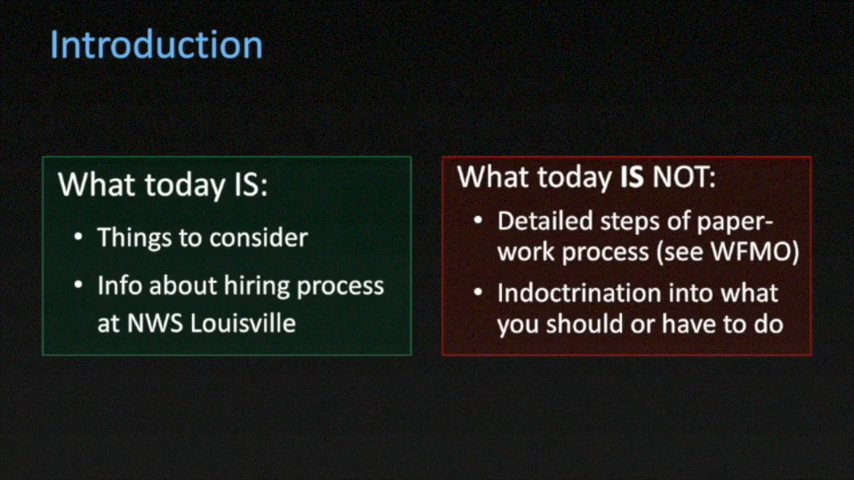 Introduction
What today IS:
• Things to consider
• Info about hiring process
at NWS Louisville
What today IS NOT:
• Detailed steps of paper-
work process (see WFMO)
• Indoctrination into what
you should or have to do